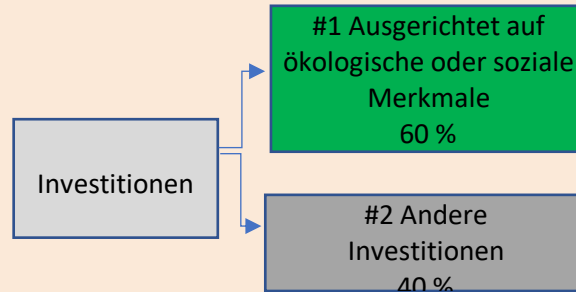 #1 Ausgerichtet auf
ökologische oder soziale
Merkmale
60 %
Investitionen
#2 Andere
Investitionen
40 %